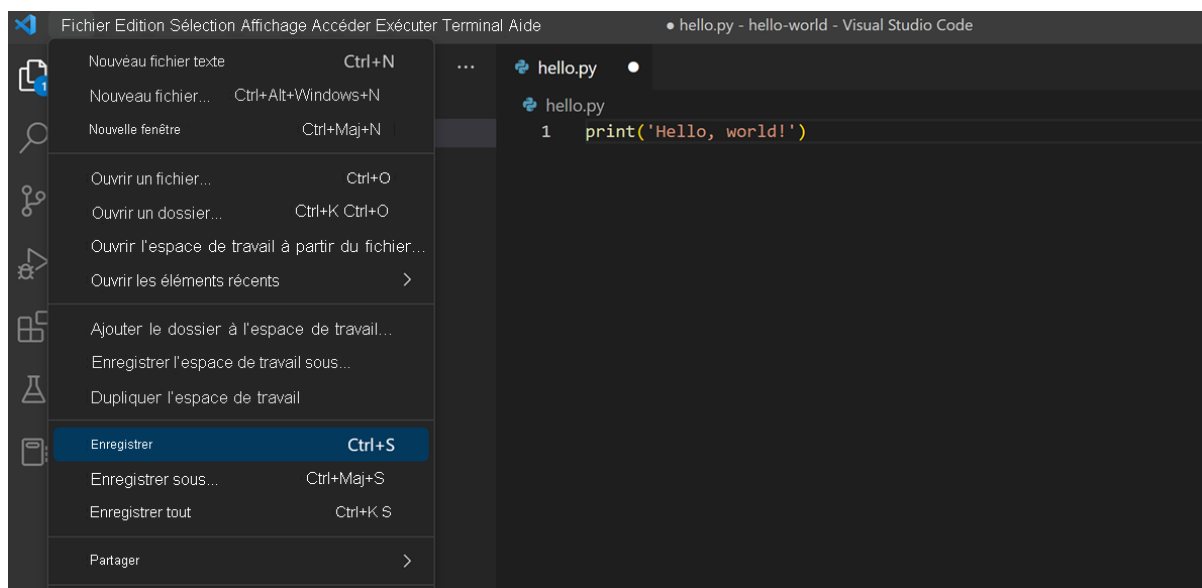 Fichier Edition Sélection Affichage Accéder Exécuter Terminal Aide ● hello.py - hello-world - Visual Studio Code
Nouveau fichier texte Ctrl+N
Nouveau fichier... Ctrl+Alt+Windows+N
Nouvelle fenêtre Ctrl+Maj+N
Ouvrir un fichier... Ctrl+O
Ouvrir un dossier... Ctrl+K Ctrl+O
Ouvrir l'espace de travail à partir du fichier...
Ouvrir les éléments récents >
Ajouter le dossier à l'espace de travail...
Enregistrer l'espace de travail sous...
Dupliquer l'espace de travail
Enregistrer Ctrl+S
Enregistrer sous... Ctrl+Maj+S
Enregistrer tout Ctrl+K S
Partager >
1
... hello.py ●
hello.py
1 print('Hello, world!')